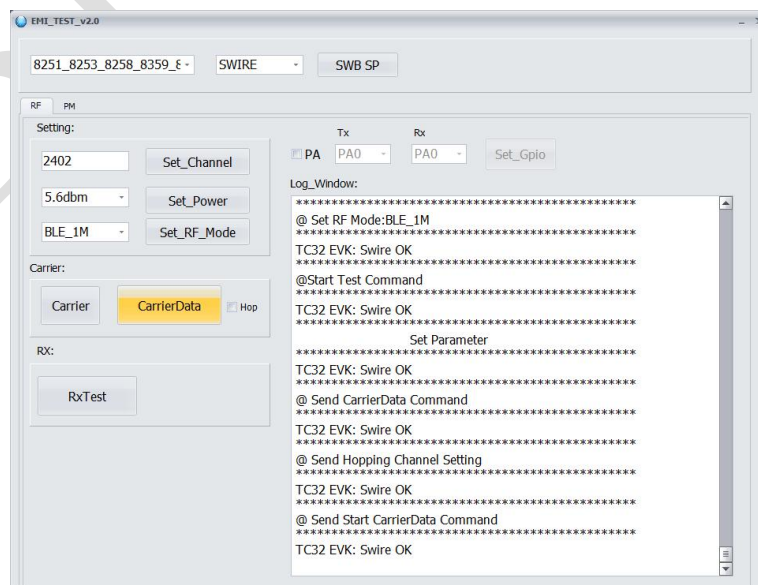 EMI_TEST_v2.0
8251_8253_8258_8359_8 SWIRE SWB SP
RF PM
Setting:
2402 Set_Channel
5.6dbm Set_Power
BLE_1M Set_RF_Mode
Carrier:
Carrier CarrierData Hop
RX:
RxTest
Tx Rx
PA PA0 PA0 Set_Gpio
Log_Window:
*************************************************
@ Set RF Mode:BLE_1M
*************************************************
TC32 EVK: Swire OK
*************************************************
@Start Test Command
*************************************************
TC32 EVK: Swire OK
*************************************************
Set Parameter
*************************************************
TC32 EVK: Swire OK
*************************************************
@ Send CarrierData Command
*************************************************
TC32 EVK: Swire OK
*************************************************
@ Send Hopping Channel Setting
*************************************************
TC32 EVK: Swire OK
*************************************************
@ Send Start CarrierData Command
*************************************************
TC32 EVK: Swire OK